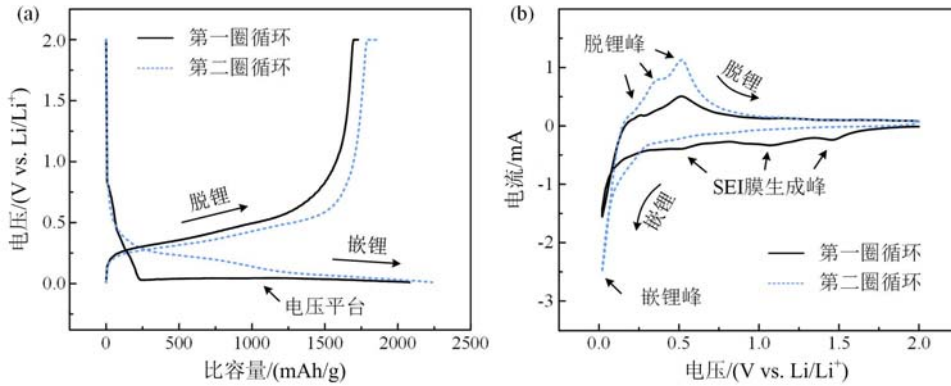 (a)
第一圈循环
第二圈循环
脱锂
嵌锂
电压平台
电压/(V vs. Li/Li⁺)
2.0
1.5
1.0
0.5
0.0
0
500
1000
1500
2000
2500
比容量/(mAh/g)
(b)
脱锂峰
脱锂
SEI膜生成峰
嵌锂
嵌锂峰
第一圈循环
第二圈循环
电流/mA
1
0
-1
-2
-3
0.0
0.5
1.0
1.5
2.0
电压/(V vs. Li/Li⁺)